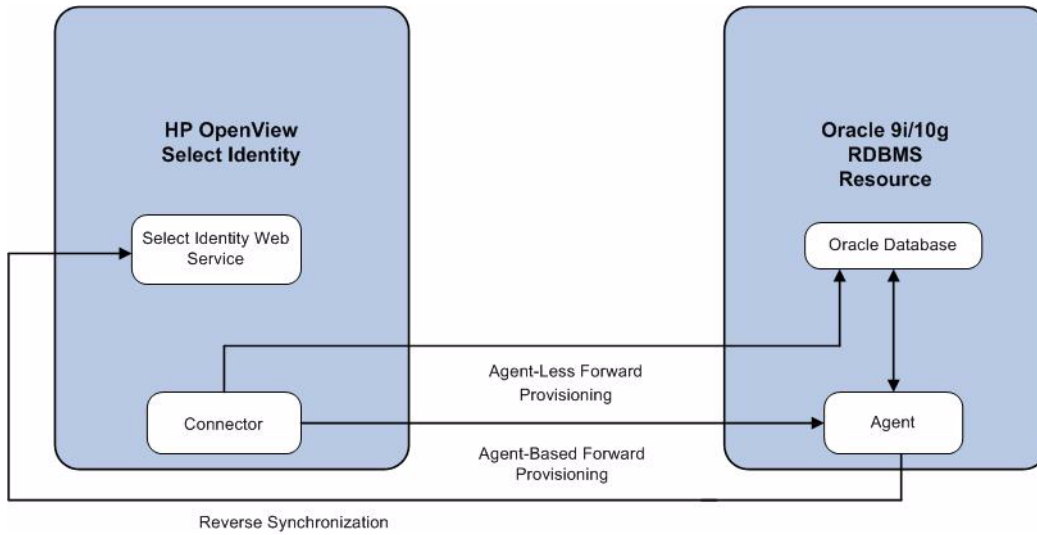 HP OpenView
Select Identity
Oracle 9i/10g
RDBMS
Resource
Select Identity Web
Service
Oracle Database
Agent-Less Forward
Provisioning
Connector
Agent
Agent-Based Forward
Provisioning
Reverse Synchronization